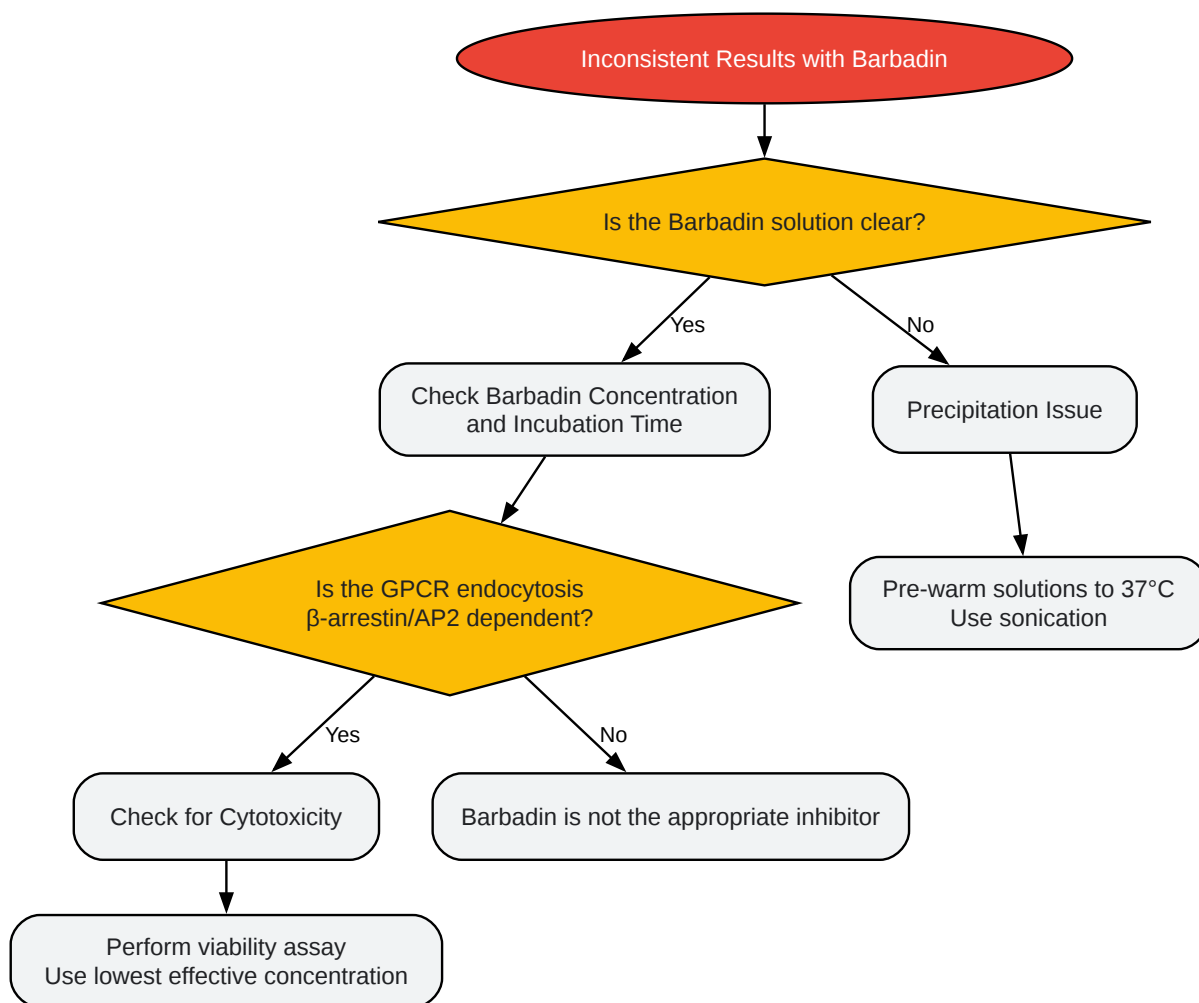 Inconsistent Results with Barbadin
Is the Barbadin solution clear?
Yes
No
Check Barbadin Concentration
and Incubation Time
Precipitation Issue
Is the GPCR endocytosis
β-arrestin/AP2 dependent?
Pre-warm solutions to 37°C
Use sonication
Yes
No
Check for Cytotoxicity
Barbadin is not the appropriate inhibitor
Perform viability assay
Use lowest effective concentration